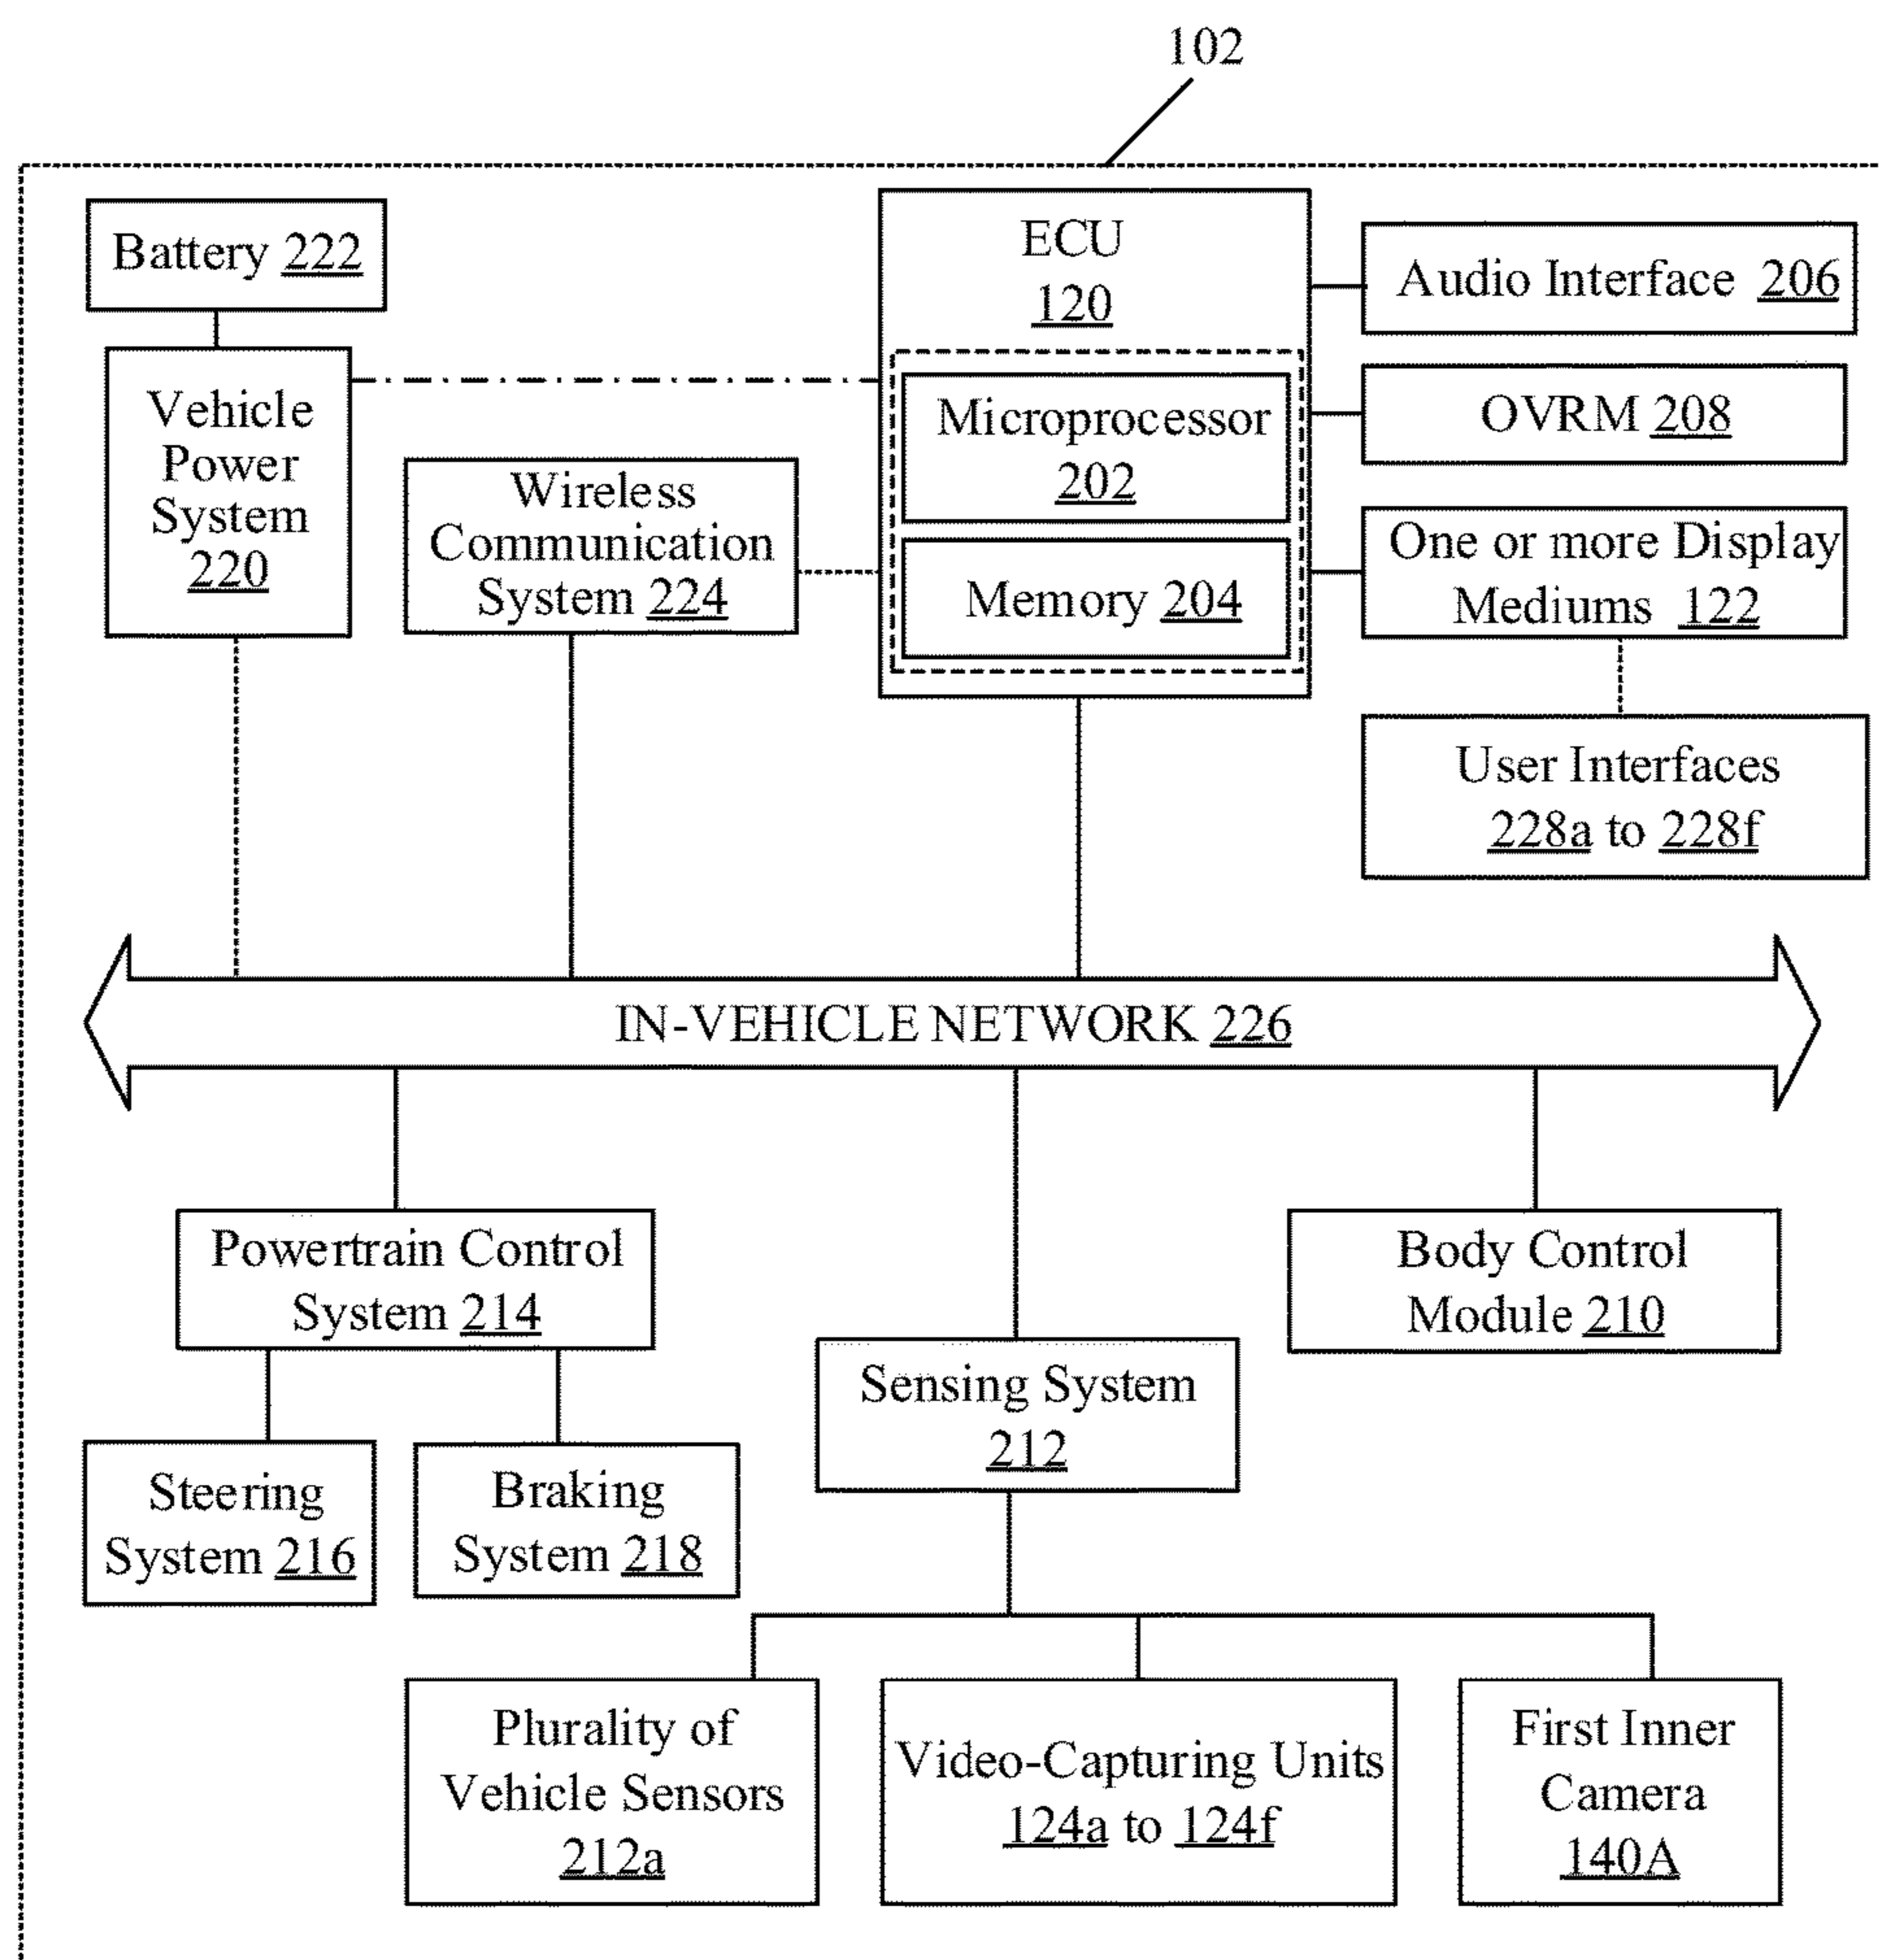 102
Battery 222
ECU
120
Audio Interface 206
Vehicle
Power
System
220
Microprocessor
202
OVRM 208
Wireless
Communication
System 224
Memory 204
One or more Display
Mediums 122
User Interfaces
228a to 228f
IN-VEHICLE NETWORK 226
Powertrain Control
System 214
Body Control
Module 210
Sensing System
212
Steering
System 216
Braking
System 218
Plurality of
Vehicle Sensors
212a
Video-Capturing Units
124a to 124f
First Inner
Camera
140A